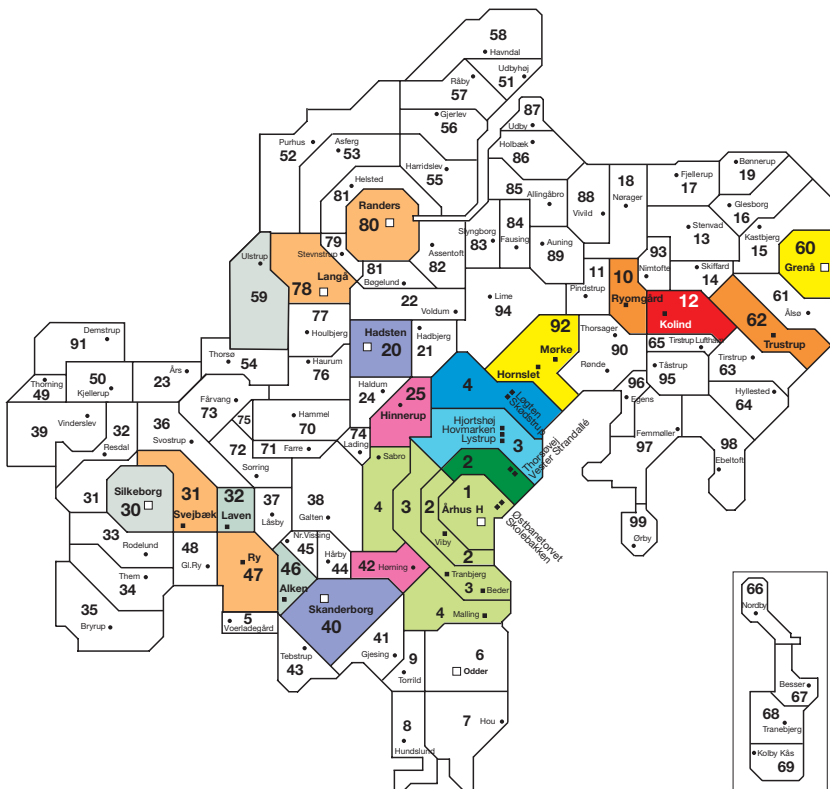 58
Havndal
Udbyhøj
51
Råby
57
Gjerlev
56
87
Udby
Holbæk
86
Purhus
52
Asferg
53
Harridslev
55
Helsted
81
Randers
80
85
Allingåbro
88
Vivild
18
Nørager
Fjellerup
17
Bønnerup
19
Glesborg
16
Stenvad
13
Kastbjerg
15
60
Grenå
Ulstrup
59
79
Stevnstrup
Langå
78
81
Bøgelund
Assentoft
82
Slyngborg
83
84
Fausing
Auning
89
93
Nimtofte
Skiffard
14
11
Pindstrup
10
Ryomgård
12
Kolind
61
Ålsø
62
Trustrup
22
Voldum
Lime
94
77
Houlbjerg
Hadsten
20
Hadbjerg
21
92
Mørke
Hornslet
Thorsager
90
Rønde
65
Tirstrup Lufthavn
Tåstrup
95
Tirstrup
63
Hyllested
64
Demstrup
91
Thorsø
54
Haurum
76
Års
23
Thorning
49
50
Kjellerup
Haldum
24
25
Hinnerup
4
Løgten
Skødstrup
96
Egens
Fårvang
73
75
Hammel
70
74
Lading
Hjortshøj
Hovmarken
Lystrup
3
Thorsøvej
Vester Strandallé
Femmøller
97
98
Ebeltoft
Vinderslev
39
32
Resdal
36
Svostrup
72
71
Farre
Sabro
2
Sorring
31
Silkeborg
30
31
Svejbæk
32
Laven
37
Låsby
38
Galten
4
3
2
1
Århus H
Østbanetorvet
Skolebakken
99
Ørby
33
Rodelund
48
Gl.Ry
Ry
47
Nr.Vissing
45
Hårby
44
46
Alken
42
Hørning
Viby
2
Tranbjerg
3
Beder
4
Malling
Them
34
35
Bryrup
5
Voerladegård
Skanderborg
40
Tebstrup
43
41
Gjesing
9
Torrild
6
Odder
7
Hou
8
Hundslund
66
Nordby
Besser
67
68
Tranebjerg
Kolby Kås
69